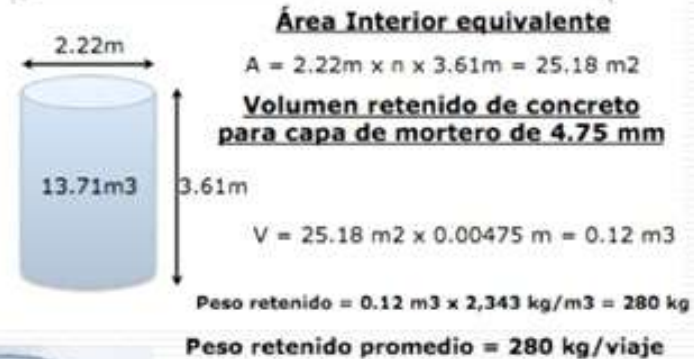 Área Interior equivalente
2.22m
A = 2.22m x n x 3.61m = 25.18 m2
Volumen retenido de concreto
para capa de mortero de 4.75 mm
13.71m3
3.61m
V = 25.18 m2 x 0.00475 m = 0.12 m3
Peso retenido = 0.12 m3 x 2,343 kg/m3 = 280 kg
Peso retenido promedio = 280 kg/viaje